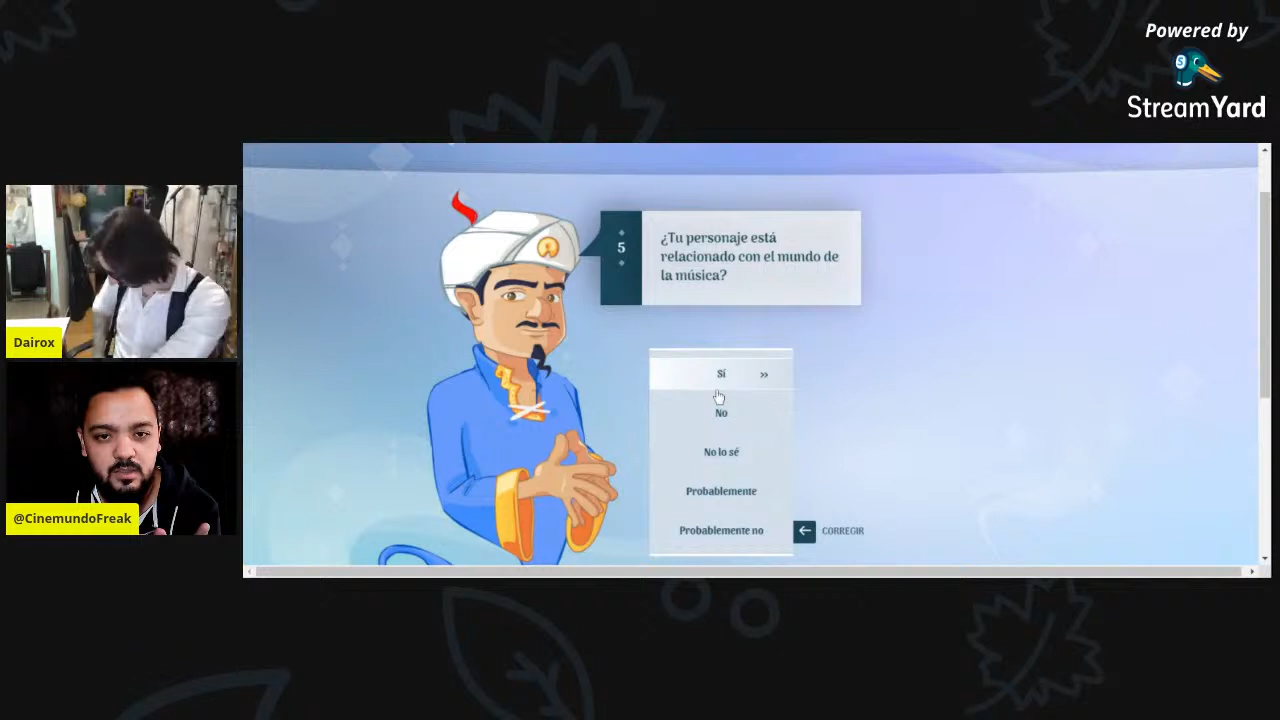 Powered by
StreamYard
5
¿Tu personaje está
relacionado con el mundo de
la música?
Sí
No
No lo sé
Probablemente
Probablemente no
CORREGIR
Dairox
@CinemundoFreak